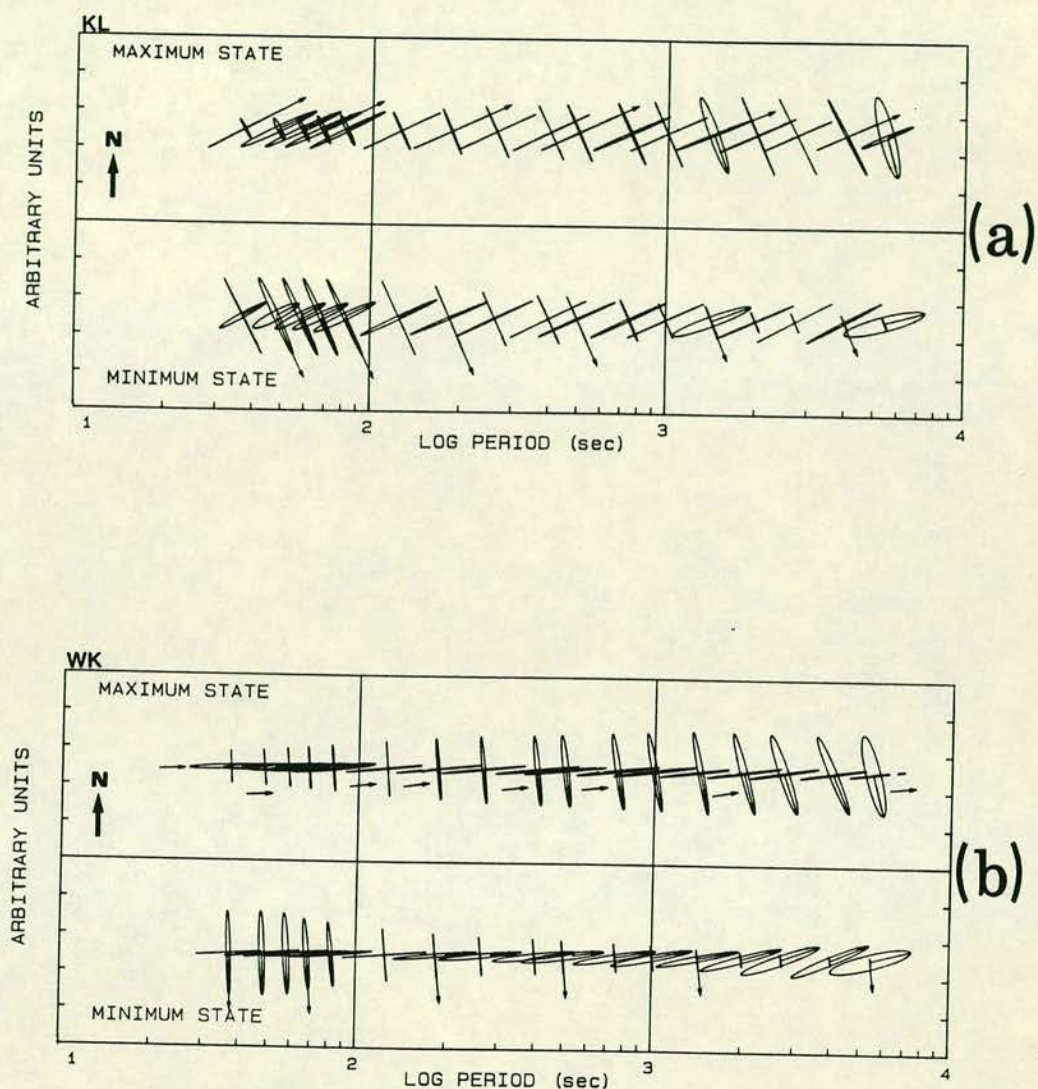 KL
MAXIMUM STATE
N
ARBITRARY UNITS
MINIMUM STATE
1 2 3 4
LOG PERIOD (sec)
(a)
WK
MAXIMUM STATE
N
ARBITRARY UNITS
MINIMUM STATE
1 2 3 4
LOG PERIOD (sec)
(b)